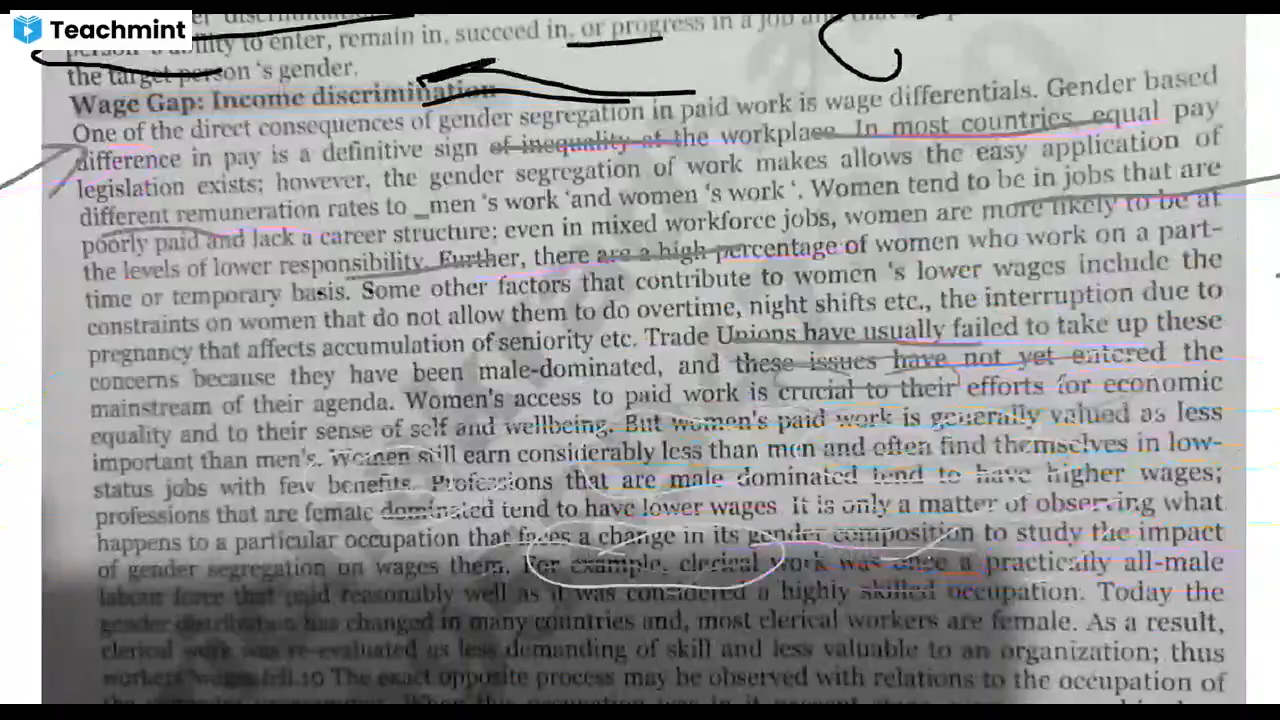 Teachmint
ability to enter, remain in, succeed in, or progress in a job and
the target person 's gender.
Wage Gap: Income discrimination
One of the direct consequences of gender segregation in paid work is wage differentials. Gender based
difference in pay is a definitive sign of inequality at the workplace. In most countries equal pay
legislation exists; however, the gender segregation of work makes allows the easy application of
different remuneration rates to _men 's work 'and women 's work '. Women tend to be in jobs that are
poorly paid and lack a career structure; even in mixed workforce jobs, women are more likely to be at
the levels of lower responsibility. Further, there are a high percentage of women who work on a part-
time or temporary basis. Some other factors that contribute to women 's lower wages include the
constraints on women that do not allow them to do overtime, night shifts etc., the interruption due to
pregnancy that affects accumulation of seniority etc. Trade Unions have usually failed to take up these
concerns because they have been male-dominated, and these issues have not yet entered the
mainstream of their agenda. Women's access to paid work is crucial to their efforts for economic
equality and to their sense of self and wellbeing. But women's paid work is generally valued as less
important than men's. Women still earn considerably less than men and often find themselves in low-
status jobs with few benefits. Professions that are male dominated tend to have higher wages;
professions that are female dominated tend to have lower wages. It is only a matter of observing what
happens to a particular occupation that faces a change in its gender composition to study the impact
of gender segregation on wages them. For example, clerical work was once a practically all-male
labour force that paid reasonably well as it was considered a highly skilled occupation. Today the
gender distribution has changed in many countries and, most clerical workers are female. As a result,
clerical work was re-evaluated as less demanding of skill and less valuable to an organization; thus
workers' wages fell.10 The exact opposite process may be observed with relations to the occupation of